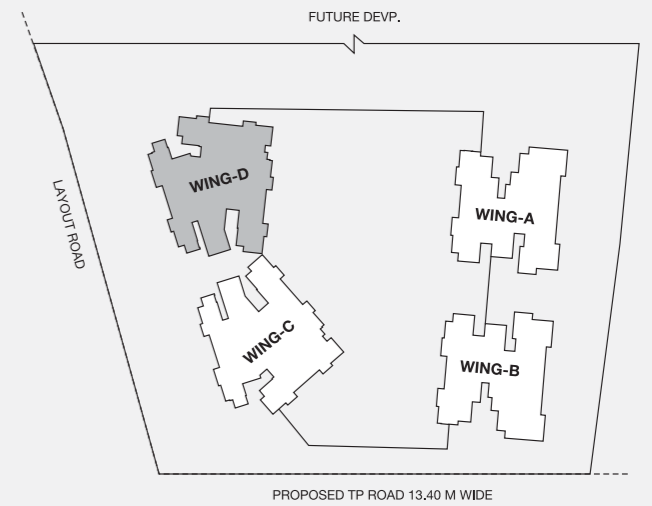 FUTURE DEVP.
WING-D
WING-A
LAYOUT ROAD
WING-C
WING-B
PROPOSED TP ROAD 13.40 M WIDE